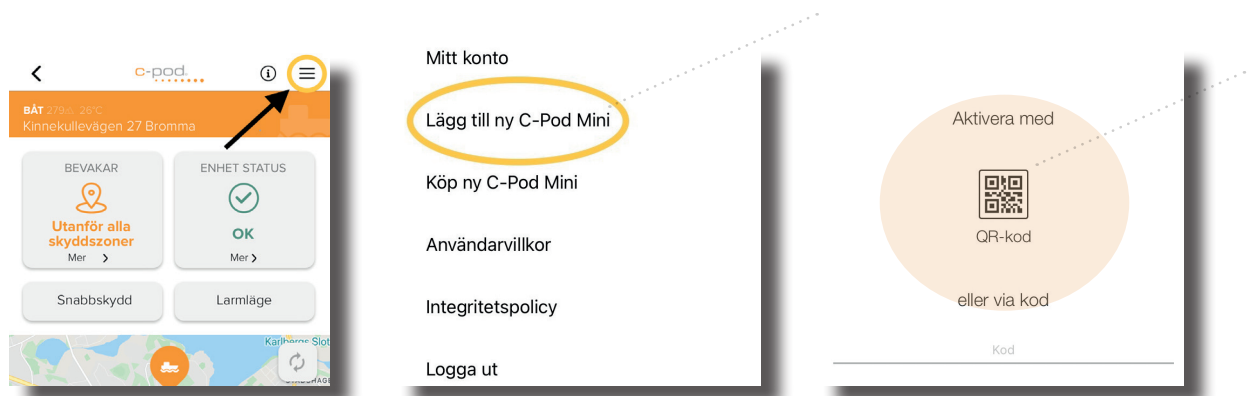 c-pod.
BÅT 279m 26°C
Kinnekullevägen 27 Bromma
BEVAKAR
Utanför alla
skyddszoner
Mer
ENHET STATUS
OK
Mer
Snabbskydd
Larmläge
Karlbergs Slot
Mitt konto
Lägg till ny C-Pod Mini
Köp ny C-Pod Mini
Användarvillkor
Integritetspolicy
Logga ut
Aktivera med
QR-kod
eller via kod
Kod